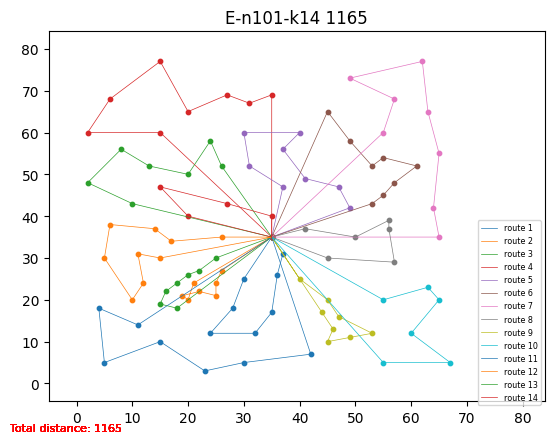 E-n101-k14 1165
80
70
60
50
40
30
20
10
0
0 10 20 30 40 50 60 70 80
route 1
route 2
route 3
route 4
route 5
route 6
route 7
route 8
route 9
route 10
route 11
route 12
route 13
route 14
Total distance: 1165